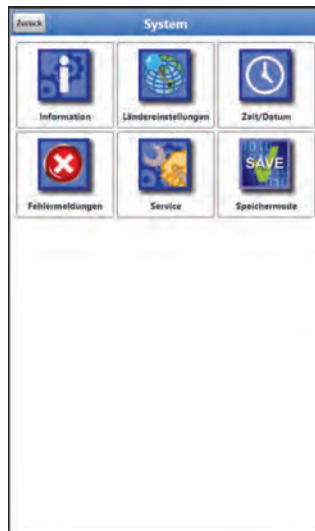 Zurück
System
Information
Ländereinstellungen
Zeit/Datum
Fehlermeldungen
Service
SAVE
Speichermode